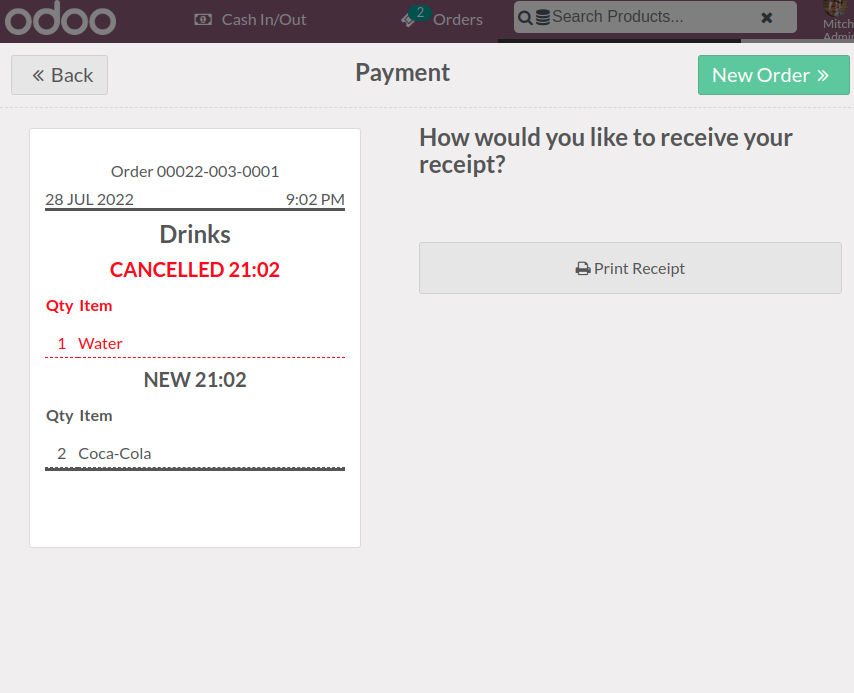 odoo
Cash In/Out
2
Orders
Search Products...
Mitch
Admin
Back
Payment
New Order
Order 00022-003-0001
28 JUL 2022 9:02 PM
Drinks
CANCELLED 21:02
Qty Item
1 Water
NEW 21:02
Qty Item
2 Coca-Cola
How would you like to receive your
receipt?
Print Receipt